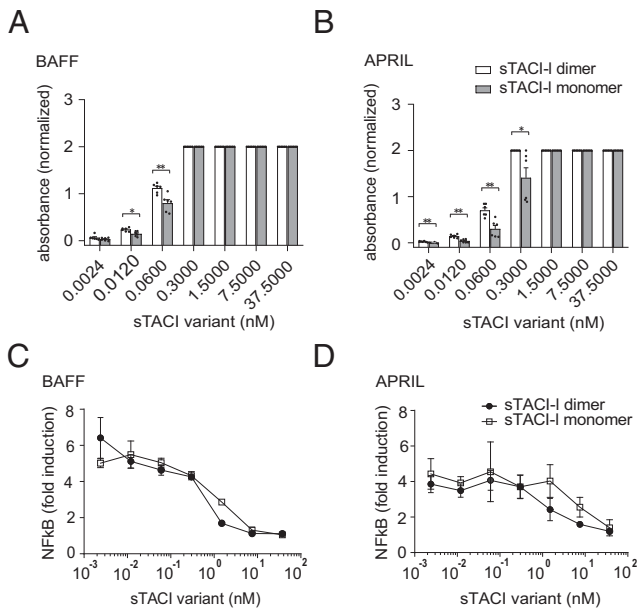 A
BAFF
absorbance (normalized)
3
2
1
0
0.0024
0.0120
0.0600
0.3000
1.5000
7.5000
37.5000
*
**
sTACI variant (nM)
B
APRIL
sTACI-I dimer
sTACI-I monomer
absorbance (normalized)
3
2
1
0
**
**
**
*
0.0024
0.0120
0.0600
0.3000
1.5000
7.5000
37.5000
sTACI variant (nM)
C
BAFF
NFkB (fold induction)
8
6
4
2
0
10-3
10-2
10-1
100
101
102
sTACI variant (nM)
D
APRIL
sTACI-I dimer
sTACI-I monomer
NFkB (fold induction)
8
6
4
2
0
10-3
10-2
10-1
100
101
102
sTACI variant (nM)